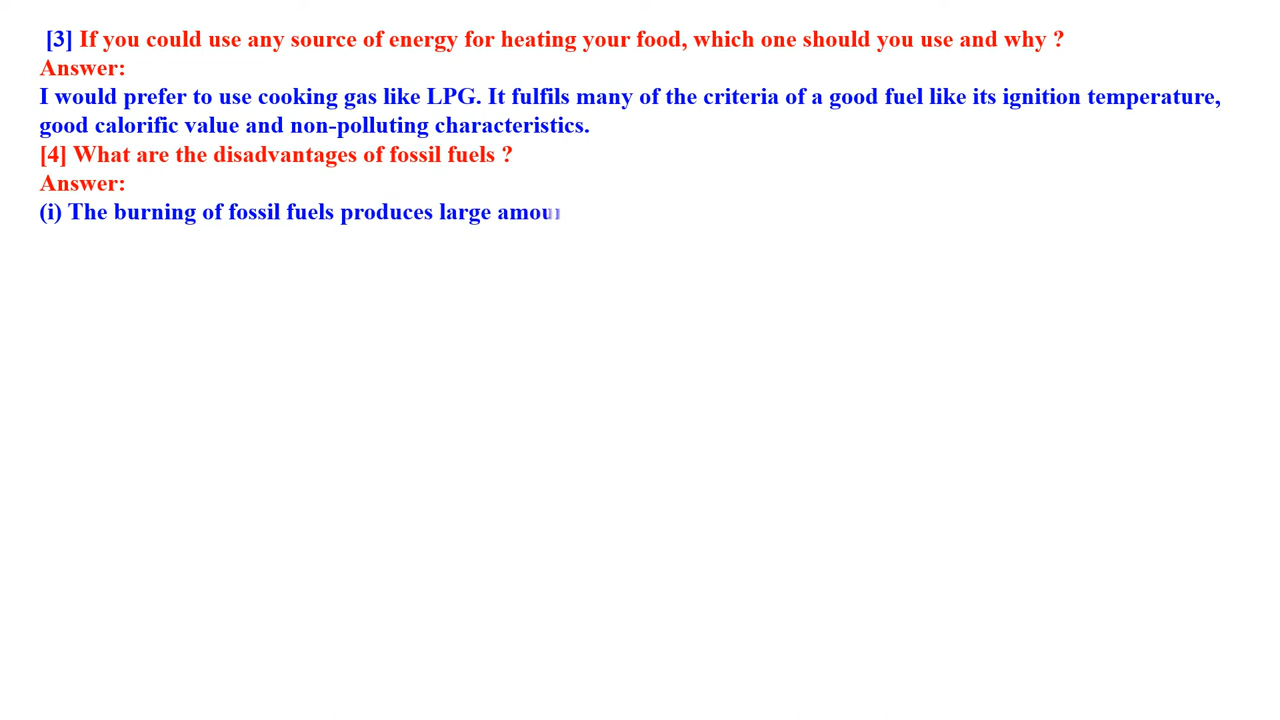 [3] If you could use any source of energy for heating your food, which one should you use and why ?
Answer:
I would prefer to use cooking gas like LPG. It fulfils many of the criteria of a good fuel like its ignition temperature,
good calorific value and non-polluting characteristics.
[4] What are the disadvantages of fossil fuels ?
Answer:
(i) The burning of fossil fuels produces large